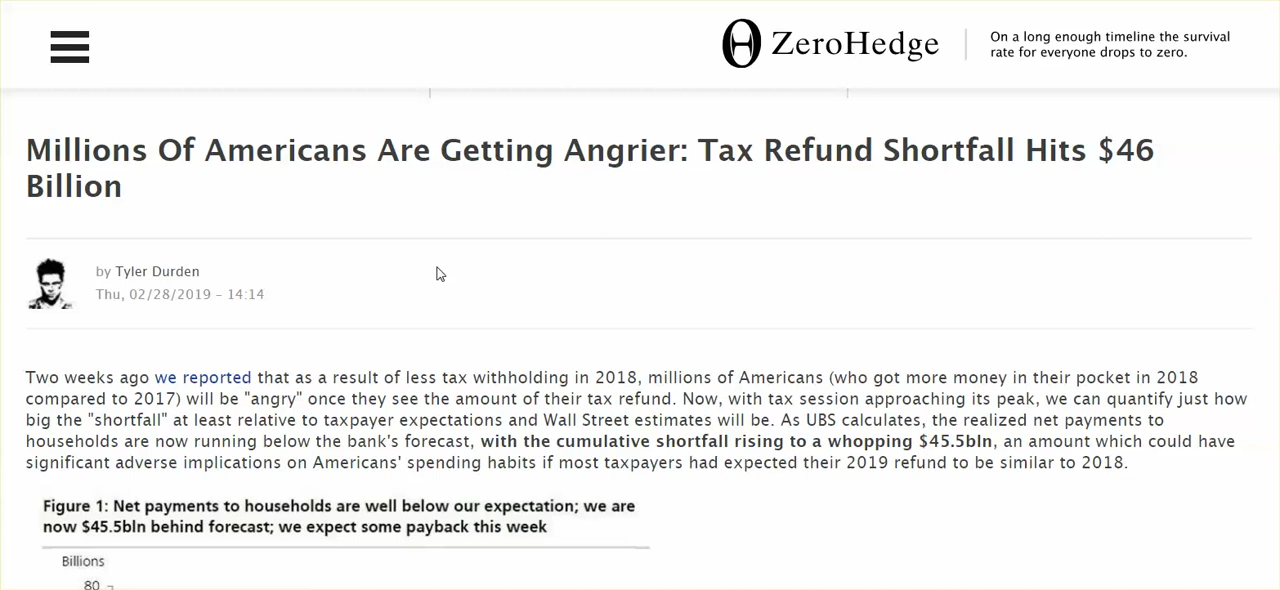 ZeroHedge
On a long enough timeline the survival
rate for everyone drops to zero.
Millions Of Americans Are Getting Angrier: Tax Refund Shortfall Hits $46
Billion
by Tyler Durden
Thu, 02/28/2019 – 14:14
Two weeks ago we reported that as a result of less tax withholding in 2018, millions of Americans (who got more money in their pocket in 2018
compared to 2017) will be "angry" once they see the amount of their tax refund. Now, with tax session approaching its peak, we can quantify just how
big the "shortfall" at least relative to taxpayer expectations and Wall Street estimates will be. As UBS calculates, the realized net payments to
households are now running below the bank's forecast, with the cumulative shortfall rising to a whopping $45.5bln, an amount which could have
significant adverse implications on Americans' spending habits if most taxpayers had expected their 2019 refund to be similar to 2018.
Figure 1: Net payments to households are well below our expectation; we are
now $45.5bln behind forecast; we expect some payback this week
Billions
80